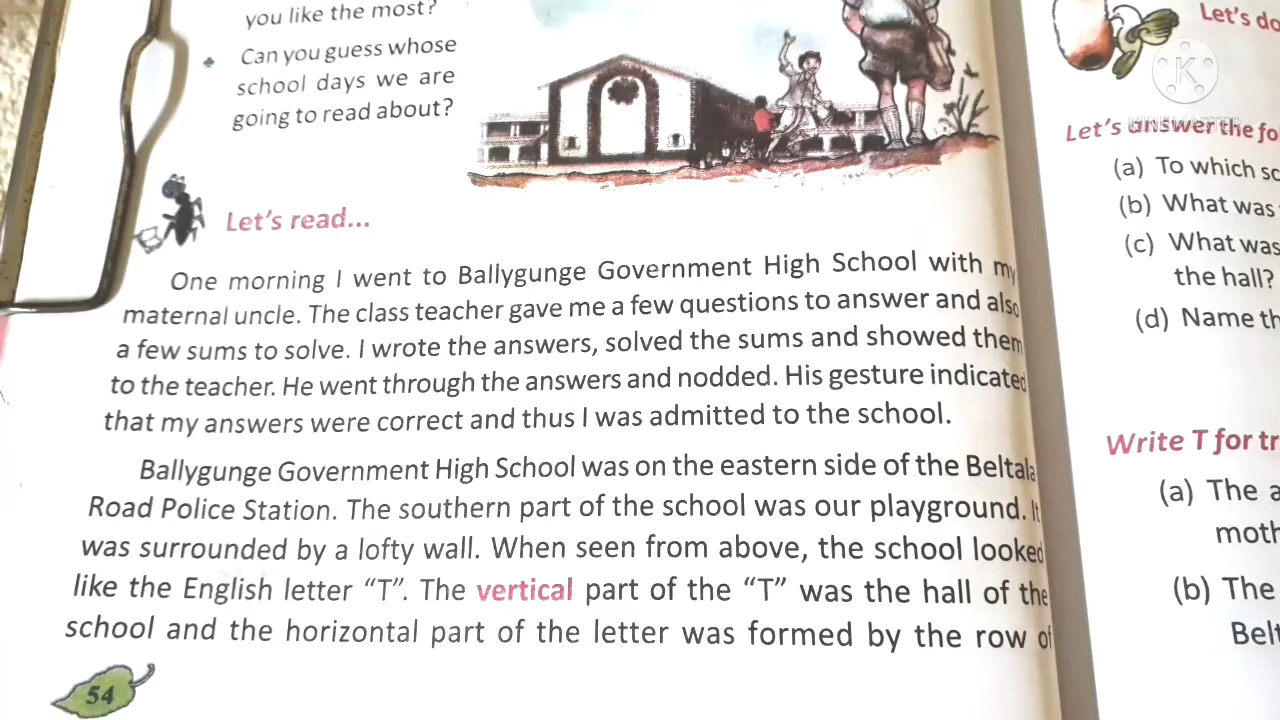 you like the most?
Can you guess whose
school days we are
going to read about?
Let's read...
One morning I went to Ballygunge Government High School with my
maternal uncle. The class teacher gave me a few questions to answer and also
a few sums to solve. I wrote the answers, solved the sums and showed them
to the teacher. He went through the answers and nodded. His gesture indicated
that my answers were correct and thus I was admitted to the school.
Ballygunge Government High School was on the eastern side of the Beltala
Road Police Station. The southern part of the school was our playground. It
was surrounded by a lofty wall. When seen from above, the school looked
like the English letter “T”. The vertical part of the “T” was the hall of the
school and the horizontal part of the letter was formed by the row of
54
Let's do
K
KINEMASTER
Let's answer the fo
(a) To which sc
(b) What was
(c) What was
the hall?
(d) Name th
Write T for tr
(a) The a
moth
(b) The
Belt